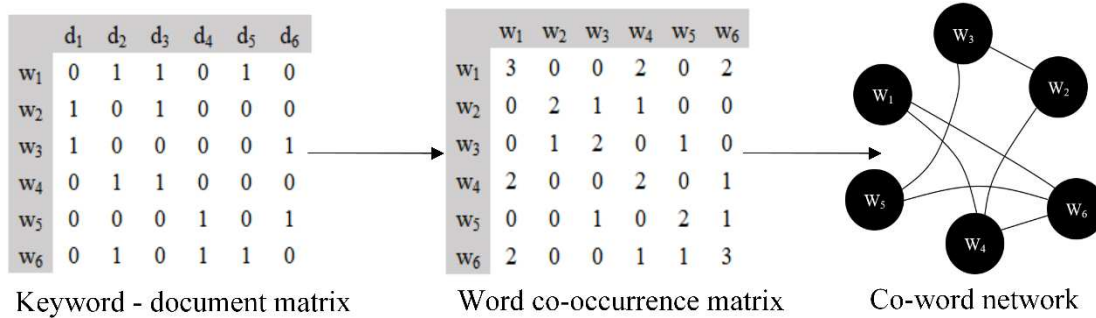 d₁ d₂ d₃ d₄ d₅ d₆
w₁ 0 1 1 0 1 0
w₂ 1 0 1 0 0 0
w₃ 1 0 0 0 0 1
w₄ 0 1 1 0 0 0
w₅ 0 0 0 1 0 1
w₆ 0 1 0 1 1 0
Keyword - document matrix
w₁ w₂ w₃ w₄ w₅ w₆
w₁ 3 0 0 2 0 2
w₂ 0 2 1 1 0 0
w₃ 0 1 2 0 1 0
w₄ 2 0 0 2 0 1
w₅ 0 0 1 0 2 1
w₆ 2 0 0 1 1 3
Word co-occurrence matrix
W₃
W₂
W₁
W₅
W₆
W₄
Co-word network